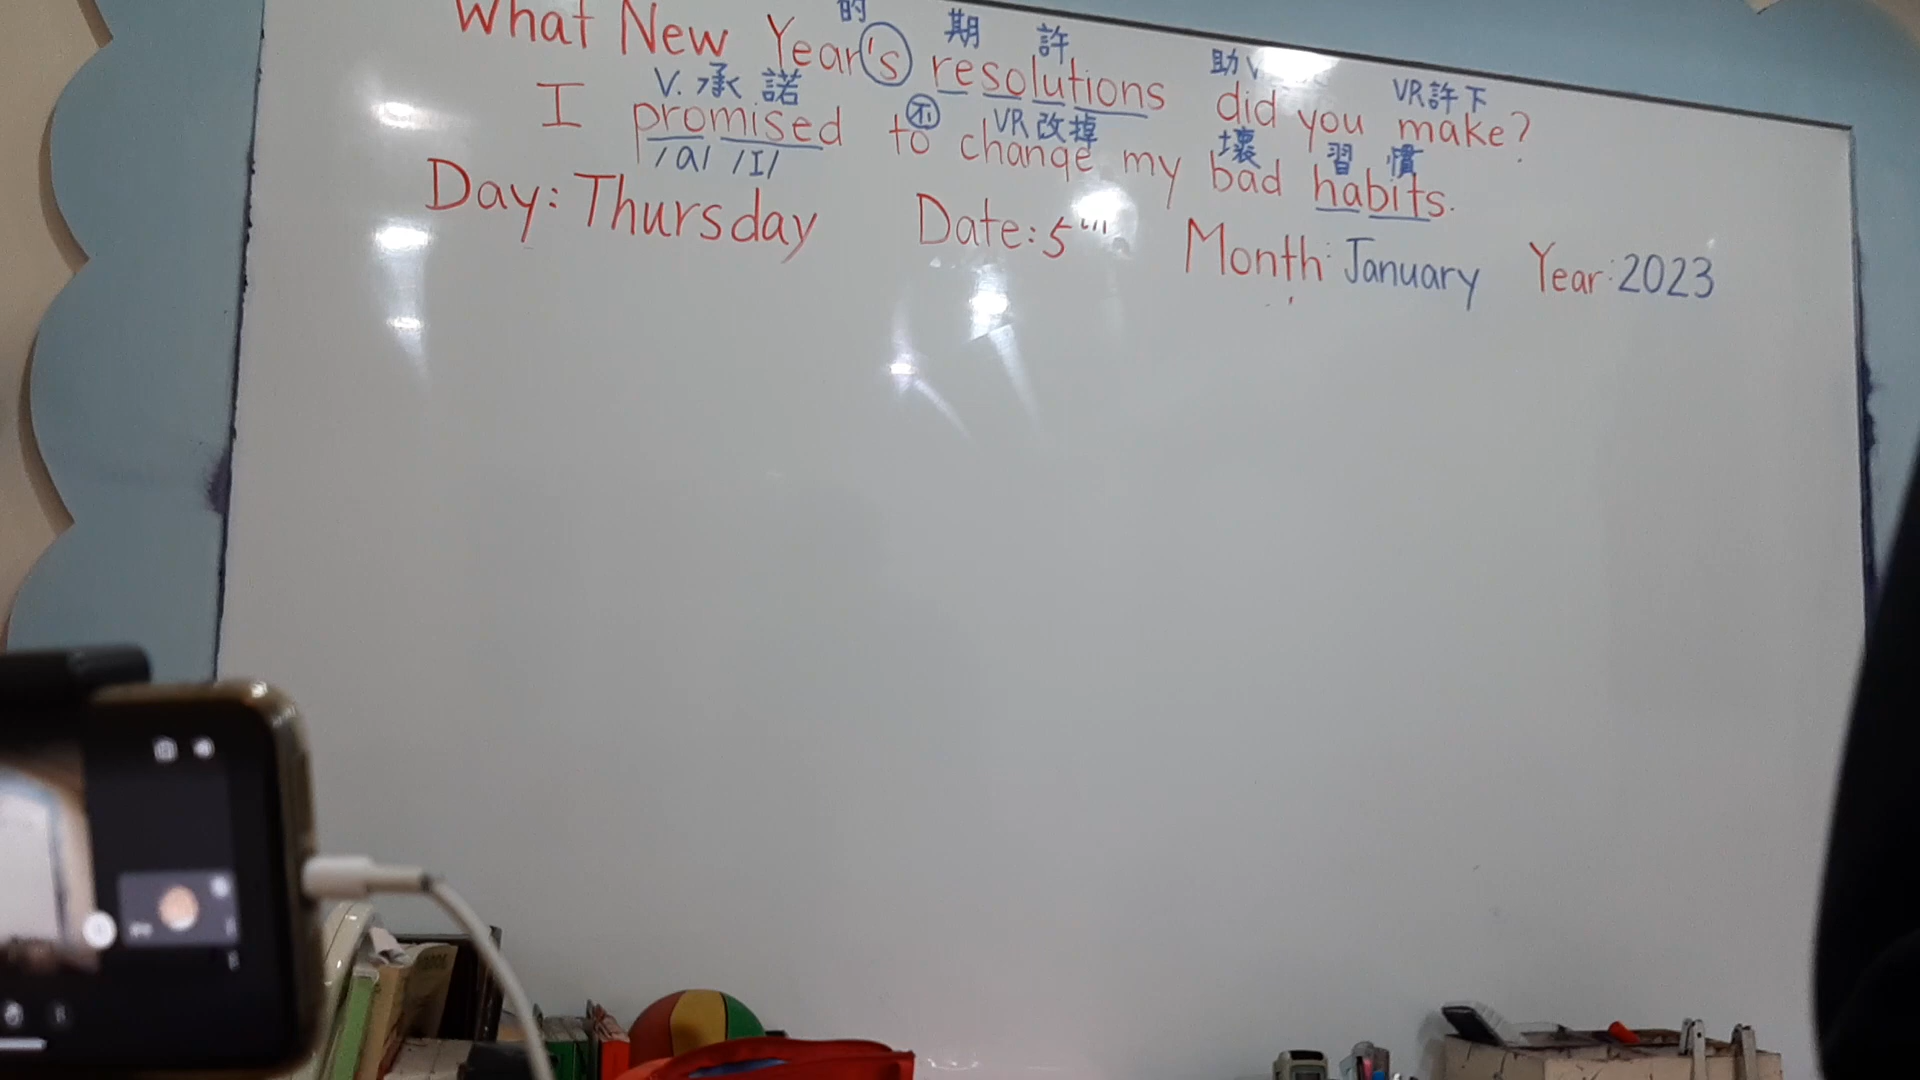 的 期 許 助V VR許下
What New Year's resolutions did you make?
V. 承 諾 不 VR改掉 壞 習 慣
I promised to change my bad habits.
/a/ /I/
Day: Thursday Date: 5th Month: January Year: 2023